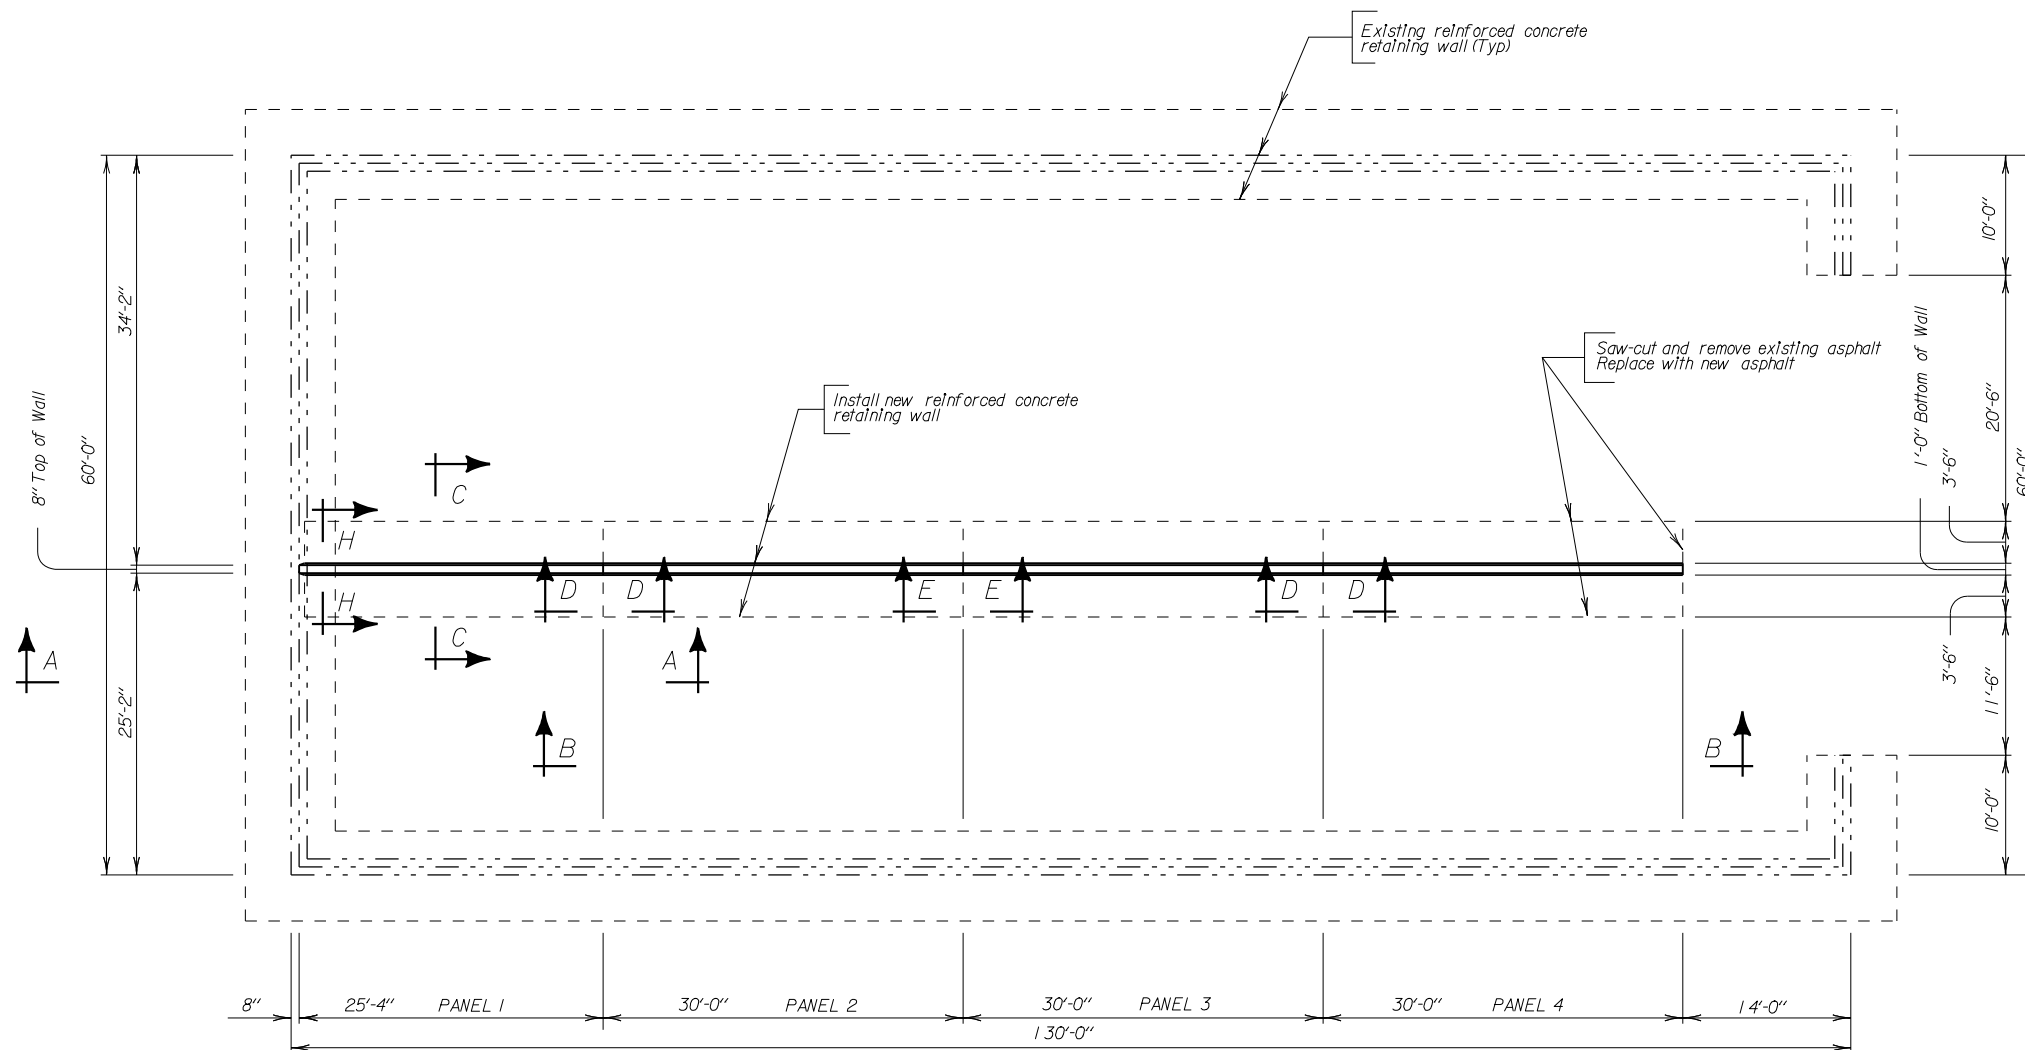 Existing reinforced concrete
retaining wall (Typ)
10'-0"
34'-2"
20'-6"
1'-0" Bottom of Wall
Saw-cut and remove existing asphalt
Replace with new asphalt
8" Top of Wall
60'-0"
Install new reinforced concrete
retaining wall
3'-6"
60'-0"
C
H
D
D
E
E
D
D
H
C
A
A
3'-6"
25'-2"
11'-6"
B
B
10'-0"
8"
25'-4"
PANEL 1
30'-0"
PANEL 2
30'-0"
PANEL 3
30'-0"
PANEL 4
14'-0"
130'-0"